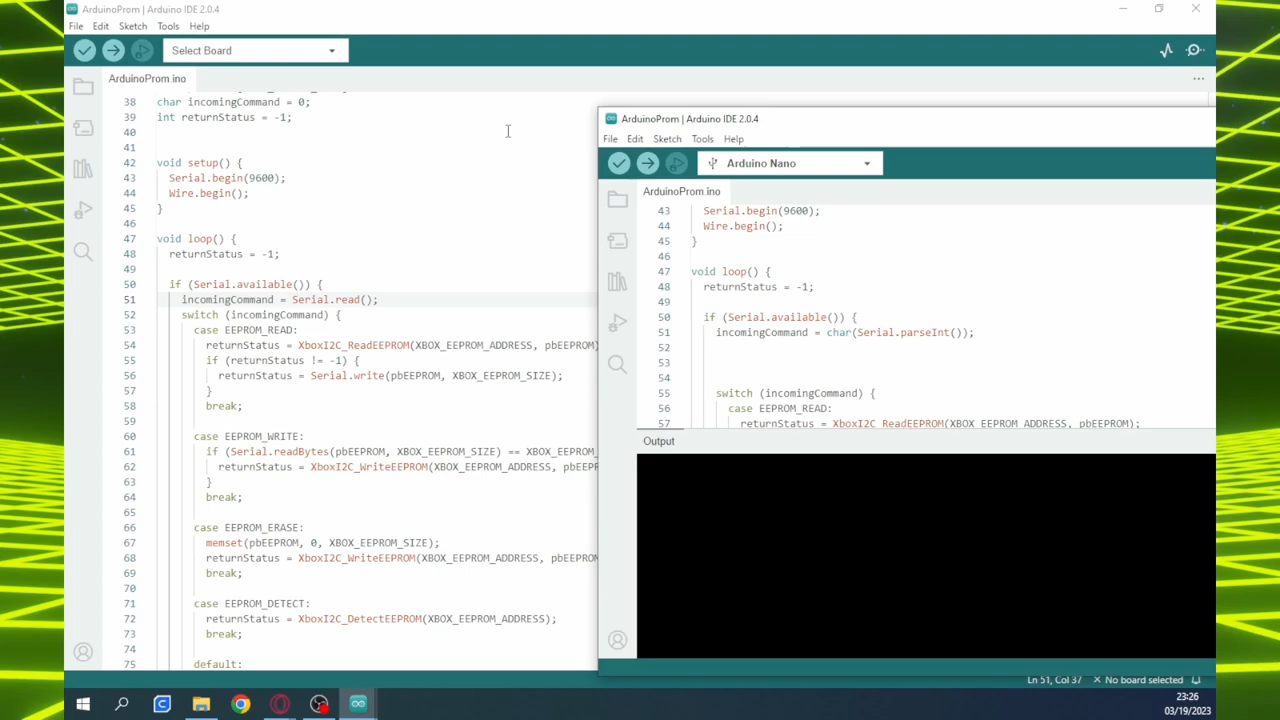 ArduinoProm | Arduino IDE 2.0.4
File Edit Sketch Tools Help
Select Board
ArduinoProm.ino
38 char incomingCommand = 0;
39 int returnStatus = -1;
40
41
42 void setup() {
43 Serial.begin(9600);
44 Wire.begin();
45 }
46
47 void loop() {
48 returnStatus = -1;
49
50 if (Serial.available()) {
51 incomingCommand = Serial.read();
52 switch (incomingCommand) {
53 case EEPROM_READ:
54 returnStatus = XboxI2C_ReadEEPROM(XBOX_EEPROM_ADDRESS, pbEEPROM)
55 if (returnStatus != -1) {
56 returnStatus = Serial.write(pbEEPROM, XBOX_EEPROM_SIZE);
57 }
58 break;
59
60 case EEPROM_WRITE:
61 if (Serial.readBytes(pbEEPROM, XBOX_EEPROM_SIZE) == XBOX_EEPROM_
62 returnStatus = XboxI2C_WriteEEPROM(XBOX_EEPROM_ADDRESS, pbEEPR
63 }
64 break;
65
66 case EEPROM_ERASE:
67 memset(pbEEPROM, 0, XBOX_EEPROM_SIZE);
68 returnStatus = XboxI2C_WriteEEPROM(XBOX_EEPROM_ADDRESS, pbEEPROM
69 break;
70
71 case EEPROM_DETECT:
72 returnStatus = XboxI2C_DetectEEPROM(XBOX_EEPROM_ADDRESS);
73 break;
74
75 default:
ArduinoProm | Arduino IDE 2.0.4
File Edit Sketch Tools Help
Arduino Nano
ArduinoProm.ino
43 Serial.begin(9600);
44 Wire.begin();
45 }
46
47 void loop() {
48 returnStatus = -1;
49
50 if (Serial.available()) {
51 incomingCommand = char(Serial.parseInt());
52
53
54
55 switch (incomingCommand) {
56 case EEPROM_READ:
57 returnStatus = XboxI2C_ReadEEPROM(XBOX_EEPROM_ADDRESS, pbEEPROM);
Output
Ln 51, Col 37 × No board selected
23:26
03/19/2023